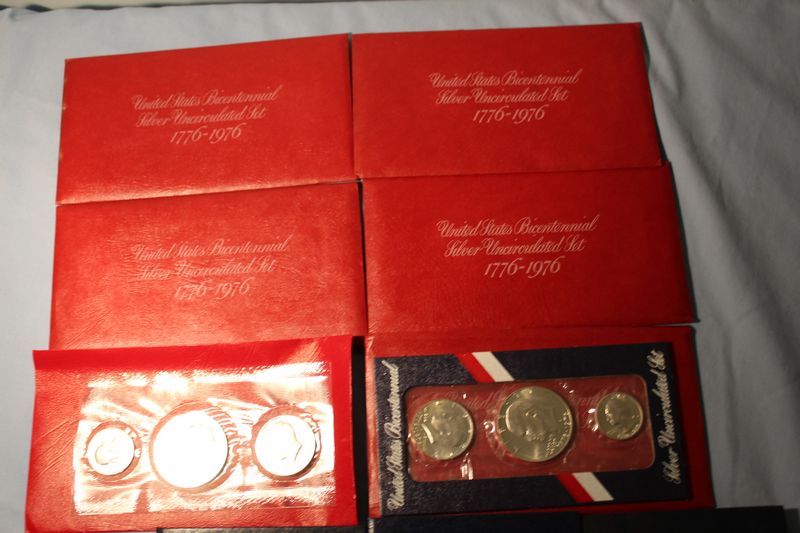 United States Bicentennial
Silver Uncirculated Set
1776-1976
United States Bicentennial
Silver Uncirculated Set
1776-1976
United States Bicentennial
Silver Uncirculated Set
1776-1976
United States Bicentennial
Silver Uncirculated Set
1776-1976
United States Bicentennial
Silver Uncirculated Set